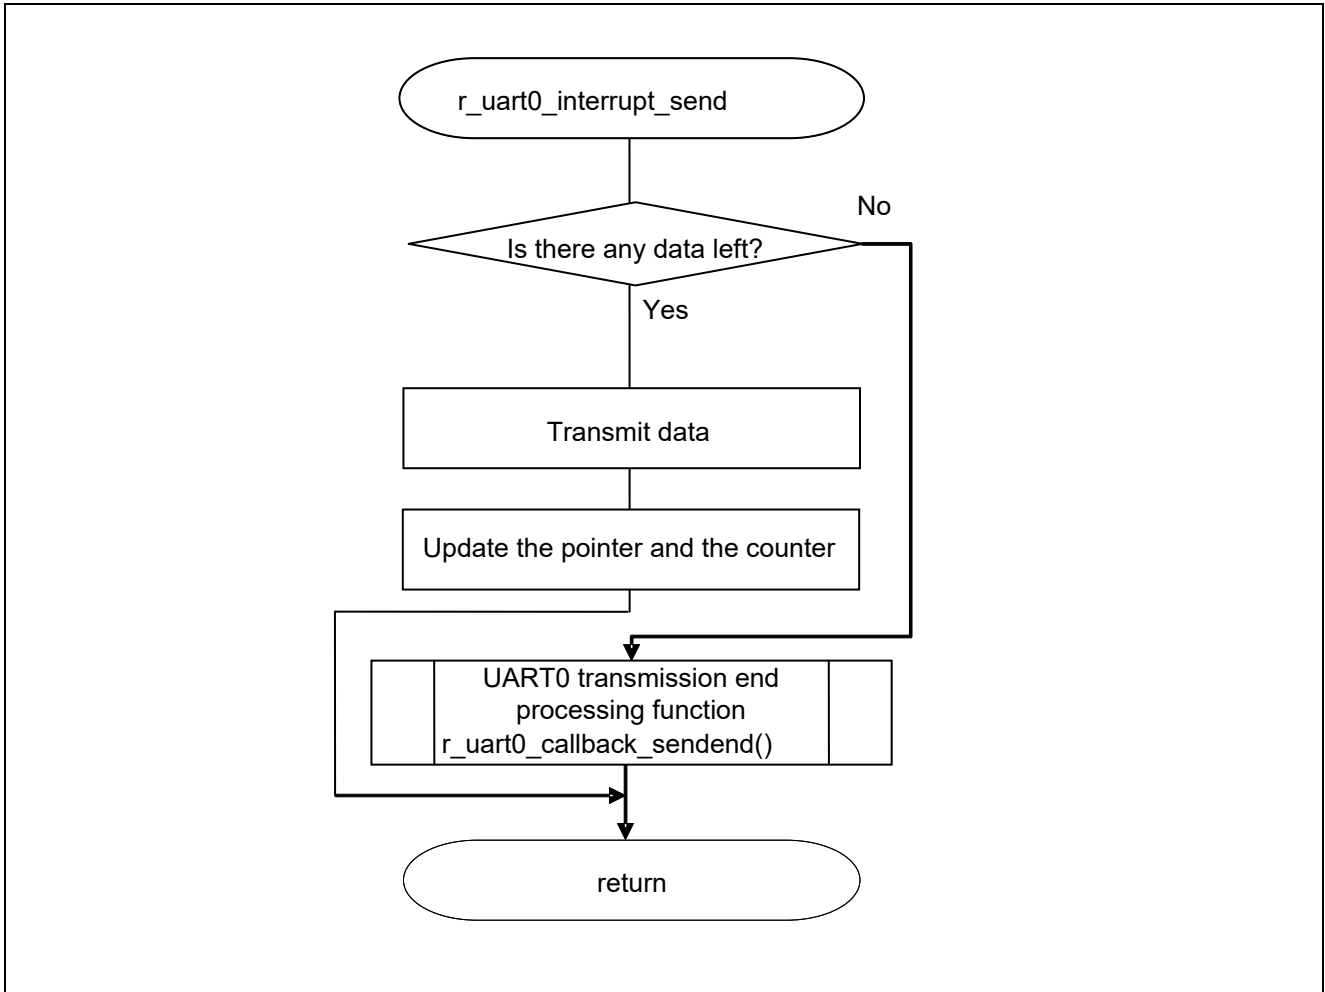 r_uart0_interrupt_send
No
Is there any data left?
Yes
Transmit data
Update the pointer and the counter
UART0 transmission end
processing function
r_uart0_callback_sendend()
return